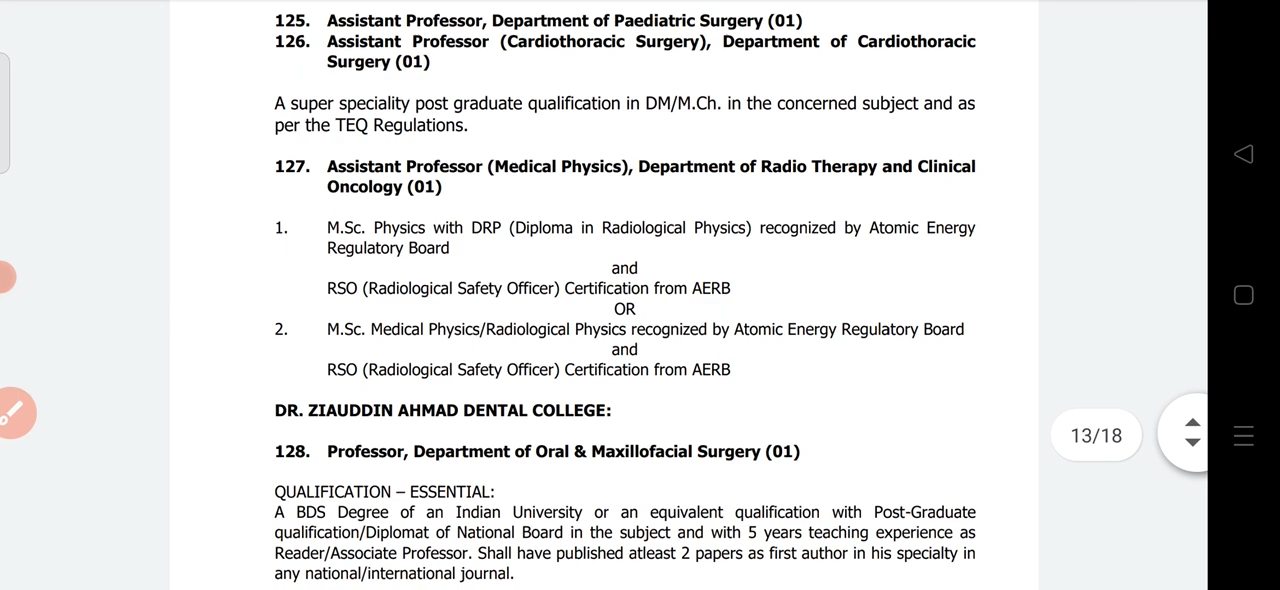 125. Assistant Professor, Department of Paediatric Surgery (01)
126. Assistant Professor (Cardiothoracic Surgery), Department of Cardiothoracic
Surgery (01)
A super speciality post graduate qualification in DM/M.Ch. in the concerned subject and as
per the TEQ Regulations.
127. Assistant Professor (Medical Physics), Department of Radio Therapy and Clinical
Oncology (01)
1. M.Sc. Physics with DRP (Diploma in Radiological Physics) recognized by Atomic Energy
Regulatory Board
and
RSO (Radiological Safety Officer) Certification from AERB
OR
2. M.Sc. Medical Physics/Radiological Physics recognized by Atomic Energy Regulatory Board
and
RSO (Radiological Safety Officer) Certification from AERB
DR. ZIAUDDIN AHMAD DENTAL COLLEGE:
128. Professor, Department of Oral & Maxillofacial Surgery (01)
QUALIFICATION – ESSENTIAL:
A BDS Degree of an Indian University or an equivalent qualification with Post-Graduate
qualification/Diplomat of National Board in the subject and with 5 years teaching experience as
Reader/Associate Professor. Shall have published atleast 2 papers as first author in his specialty in
any national/international journal.
13/18